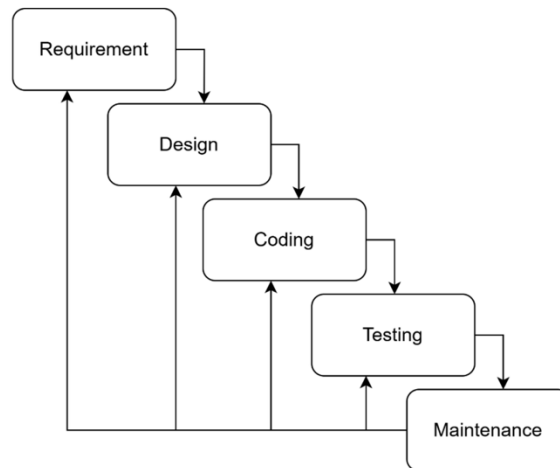 Requirement
Design
Coding
Testing
Maintenance